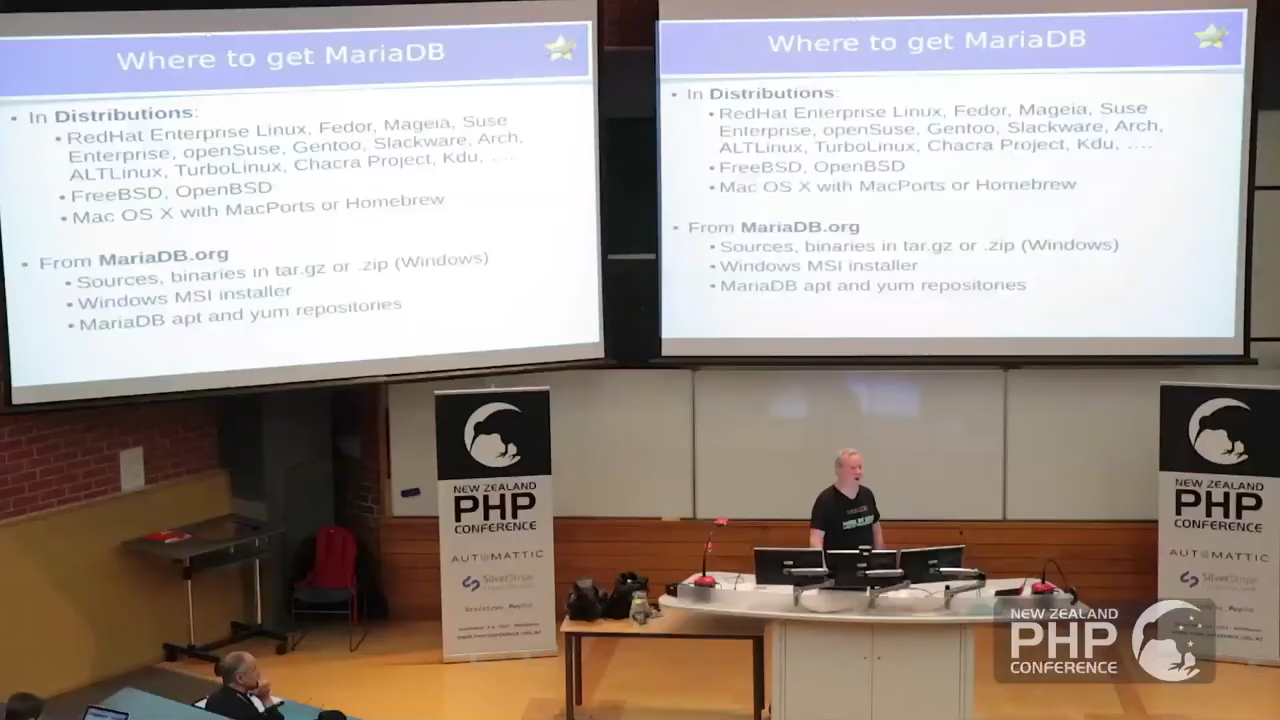 Where to get MariaDB
• In Distributions:
• RedHat Enterprise Linux, Fedor, Mageia, Suse
Enterprise, openSuse, Gentoo, Slackware, Arch,
ALTLinux, TurboLinux, Chacra Project, Kdu, ....
• FreeBSD, OpenBSD
• Mac OS X with MacPorts or Homebrew
• From MariaDB.org
• Sources, binaries in tar.gz or .zip (Windows)
• Windows MSI installer
• MariaDB apt and yum repositories
Where to get MariaDB
• In Distributions:
• RedHat Enterprise Linux, Fedor, Mageia, Suse
Enterprise, openSuse, Gentoo, Slackware, Arch,
ALTLinux, TurboLinux, Chacra Project, Kdu, ....
• FreeBSD, OpenBSD
• Mac OS X with MacPorts or Homebrew
• From MariaDB.org
• Sources, binaries in tar.gz or .zip (Windows)
• Windows MSI installer
• MariaDB apt and yum repositories
NEW ZEALAND
PHP
CONFERENCE
AUTOMATTIC
SilverStripe
NEW ZEALAND
PHP
CONFERENCE
AUTOMATTIC
SilverStripe
NEW ZEALAND
PHP
CONFERENCE